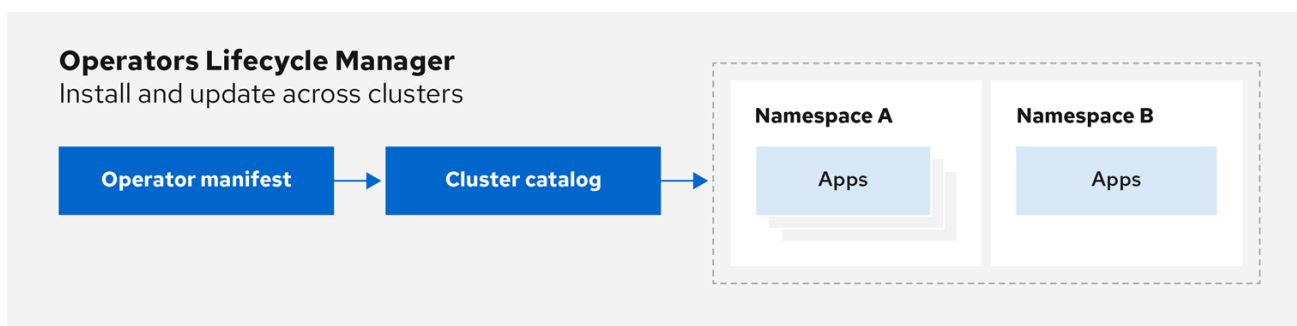 Operators Lifecycle Manager
Install and update across clusters
Operator manifest
Cluster catalog
Namespace A
Apps
Namespace B
Apps